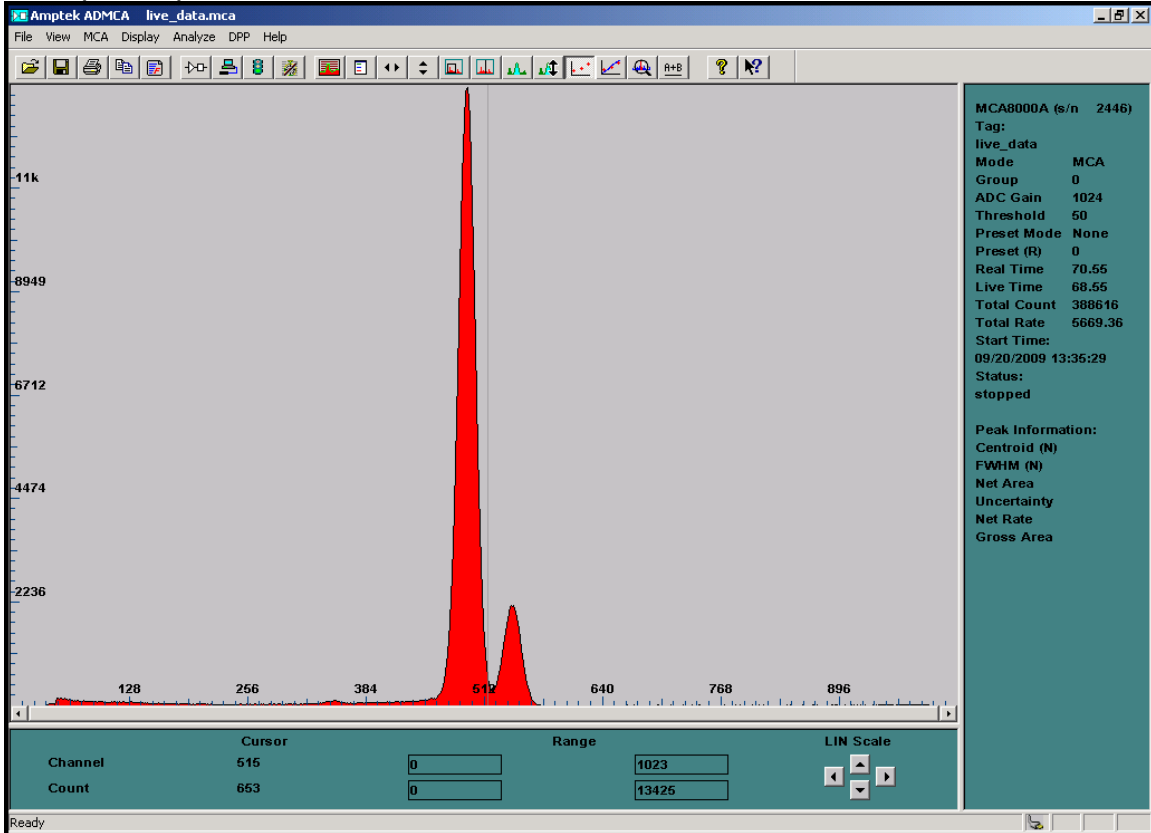 Amptek ADMCA live_data.mca
File View MCA Display Analyze DPP Help
A+B
11k
8949
6712
4474
2236
128 256 384 512 640 768 896
MCA8000A (s/n 2446)
Tag:
live_data
Mode MCA
Group 0
ADC Gain 1024
Threshold 50
Preset Mode None
Preset (R) 0
Real Time 70.55
Live Time 68.55
Total Count 388616
Total Rate 5669.36
Start Time:
09/20/2009 13:35:29
Status:
stopped
Peak Information:
Centroid (N)
FWHM (N)
Net Area
Uncertainty
Net Rate
Gross Area
Cursor Range LIN Scale
Channel 515 0 1023
Count 653 0 13425
Ready